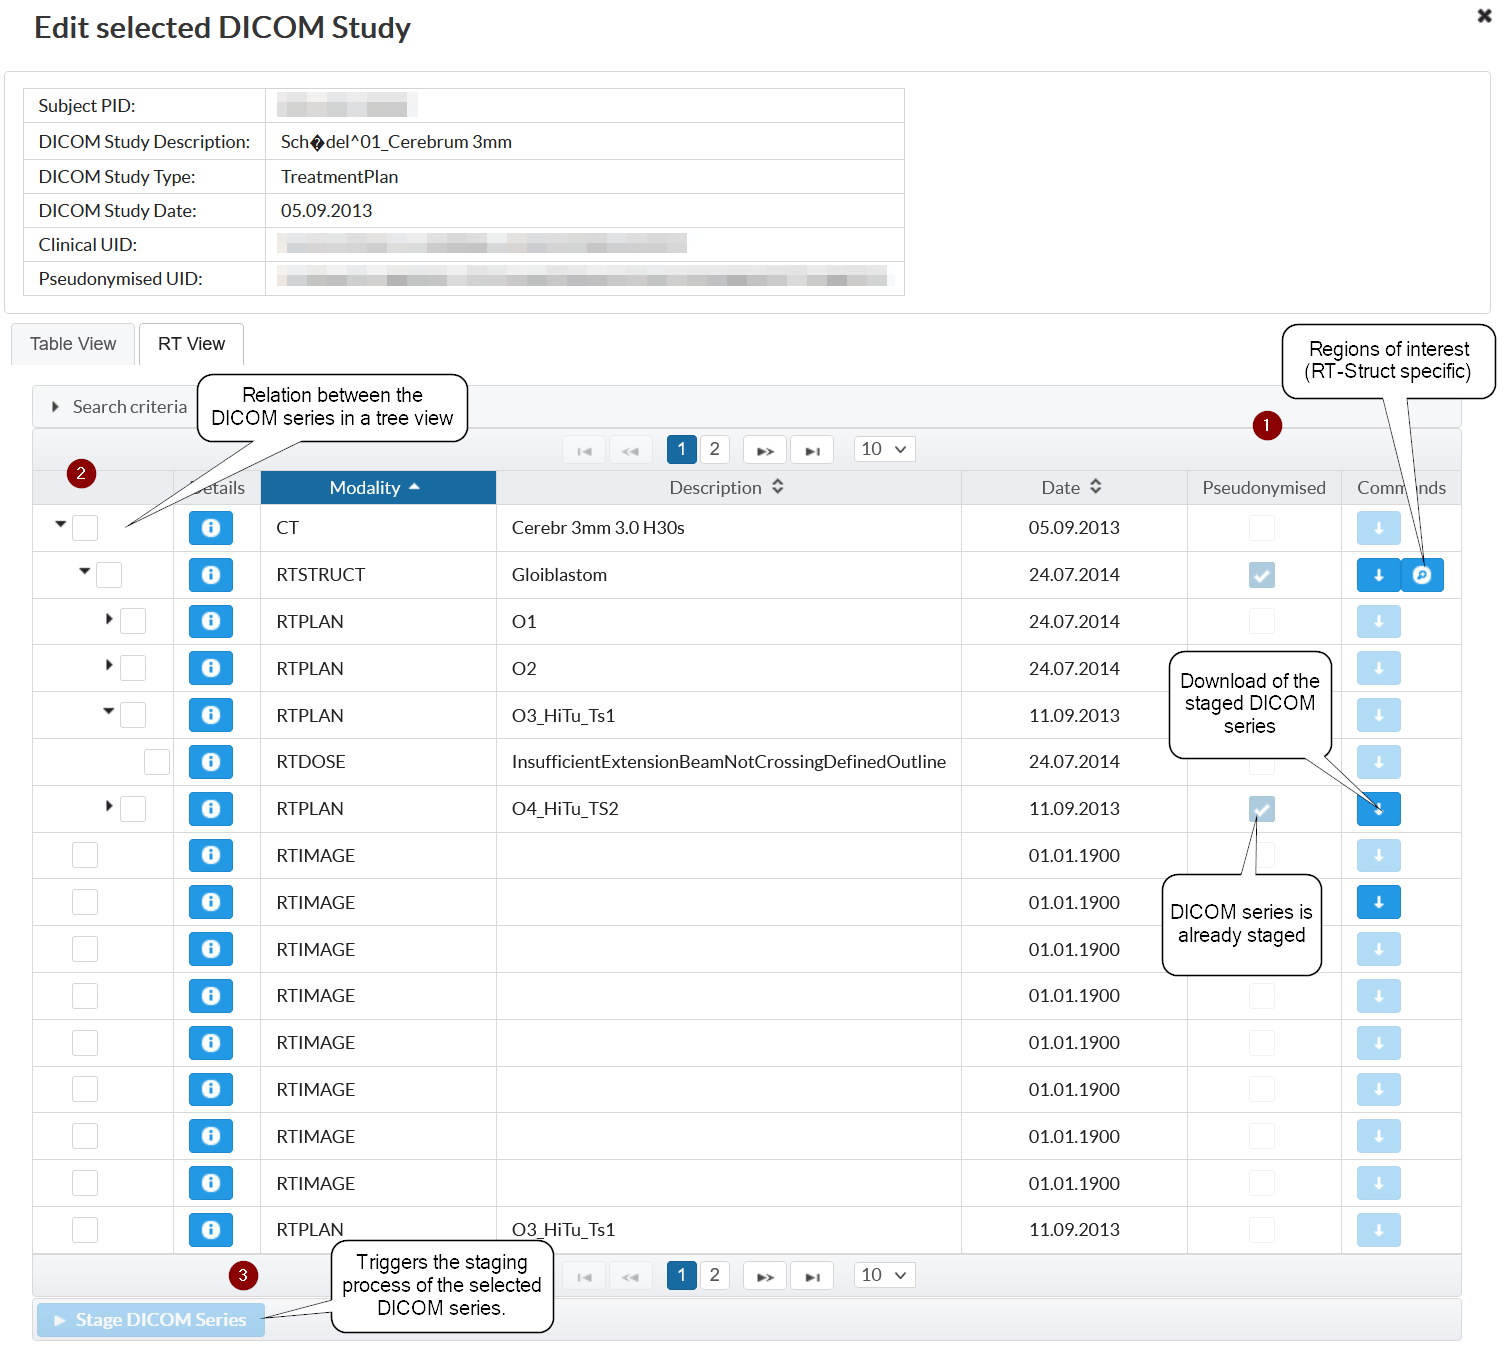 Edit selected DICOM Study
Subject PID:
DICOM Study Description: Sch�del^01_Cerebrum 3mm
DICOM Study Type: TreatmentPlan
DICOM Study Date: 05.09.2013
Clinical UID:
Pseudonymised UID:
Table View RT View
Regions of interest
(RT-Struct specific)
Search criteria
Relation between the
DICOM series in a tree view
1
1 2 10
2
Details Modality Description Date Pseudonymised Commands
CT Cerebr 3mm 3.0 H30s 05.09.2013
RTSTRUCT Gloiblastom 24.07.2014
RTPLAN O1 24.07.2014
RTPLAN O2 24.07.2014
RTPLAN O3_HiTu_Ts1 11.09.2013
RTDOSE InsufficientExtensionBeamNotCrossingDefinedOutline 24.07.2014
Download of the
staged DICOM
series
RTPLAN O4_HiTu_TS2 11.09.2013
RTIMAGE 01.01.1900
RTIMAGE 01.01.1900
DICOM series is
already staged
RTIMAGE 01.01.1900
RTIMAGE 01.01.1900
RTIMAGE 01.01.1900
RTIMAGE 01.01.1900
RTIMAGE 01.01.1900
RTIMAGE 01.01.1900
RTPLAN O3_HiTu_Ts1 11.09.2013
3
Triggers the staging
process of the selected
DICOM series.
1 2 10
Stage DICOM Series